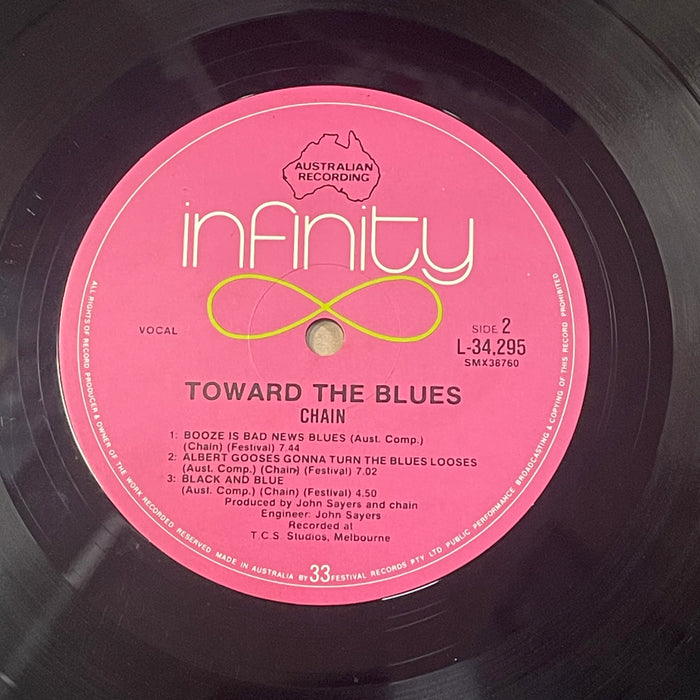 AUSTRALIAN
RECORDING
infinity
VOCAL
SIDE 2
L-34,295
SMX38760
TOWARD THE BLUES
CHAIN
1: BOOZE IS BAD NEWS BLUES (Aust. Comp.)
(Chain) (Festival) 7.44
2: ALBERT GOOSES GONNA TURN THE BLUES LOOSES
(Aust. Comp.) (Chain) (Festival) 7.02
3: BLACK AND BLUE
(Aust. Comp.) (Chain) (Festival) 4.50
Produced by John Sayers and chain
Engineer: John Sayers
Recorded at
T.C.S. Studios, Melbourne
ALL RIGHTS OF RECORD PRODUCER & OWNER OF THE WORK RECORDED RESERVED MADE IN AUSTRALIA BY 33 FESTIVAL RECORDS PTY LTD PUBLIC PERFORMANCE BROADCASTING & COPYING OF THIS RECORD PROHIBITED